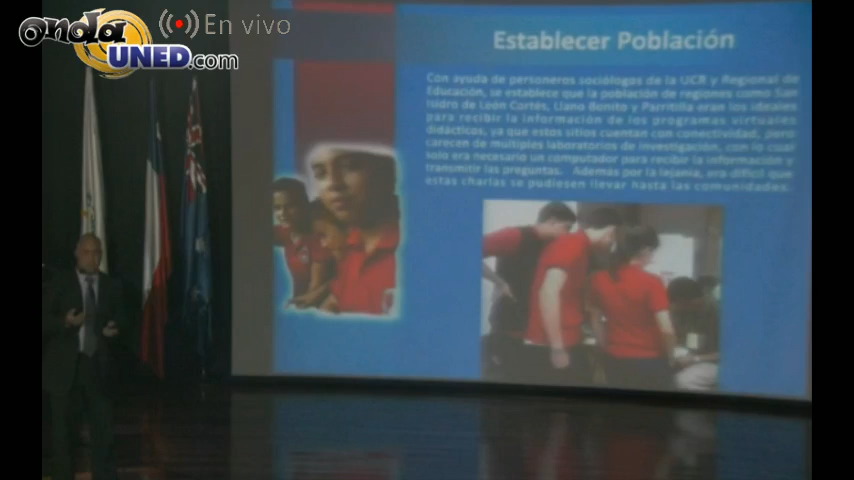 onda
UNED.com
En vivo
Establecer Población
Con ayuda de personeros sociólogos de la UCR y Regional de
Educación, se establece que la población de regiones como San
Isidro de León Cortés, Llano Bonito y Parritilla eran los ideales
para recibir la información de los programas virtuales
didácticos, ya que estos sitios cuentan con conectividad, pero
carecen de multiples laboratorios de investigación, con lo cual
solo era necesario un computador para recibir la información y
transmitir las preguntas. Además por la lejanía, era difícil que
estas charlas se pudiesen llevar hasta las comunidades.